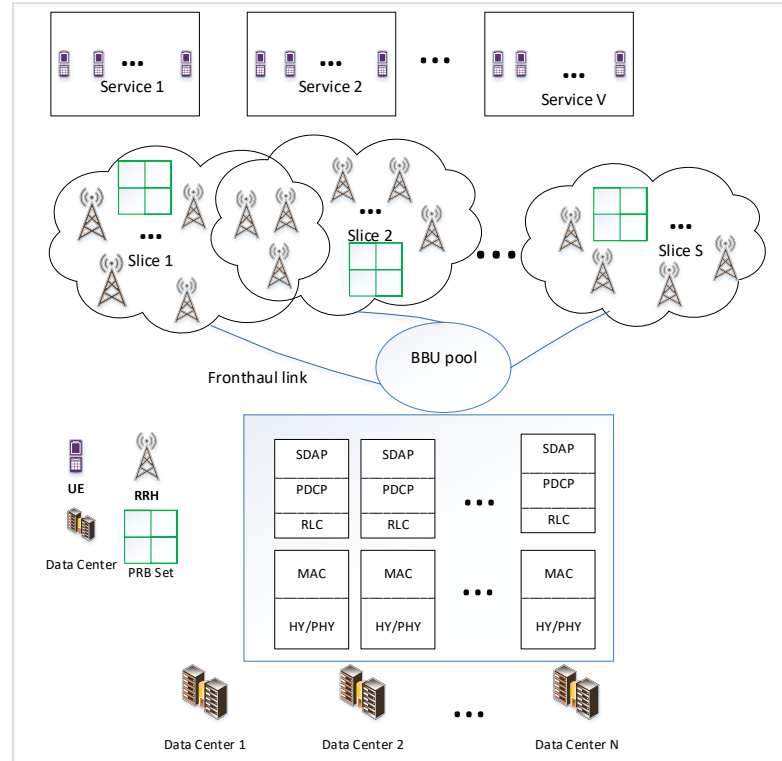 Service 1
Service 2
Service V
Slice 1
Slice 2
Slice S
BBU pool
Fronthaul link
SDAP
SDAP
SDAP
PDCP
PDCP
PDCP
RLC
RLC
RLC
MAC
MAC
MAC
HY/PHY
HY/PHY
HY/PHY
UE
RRH
Data Center
PRB Set
Data Center 1
Data Center 2
Data Center N